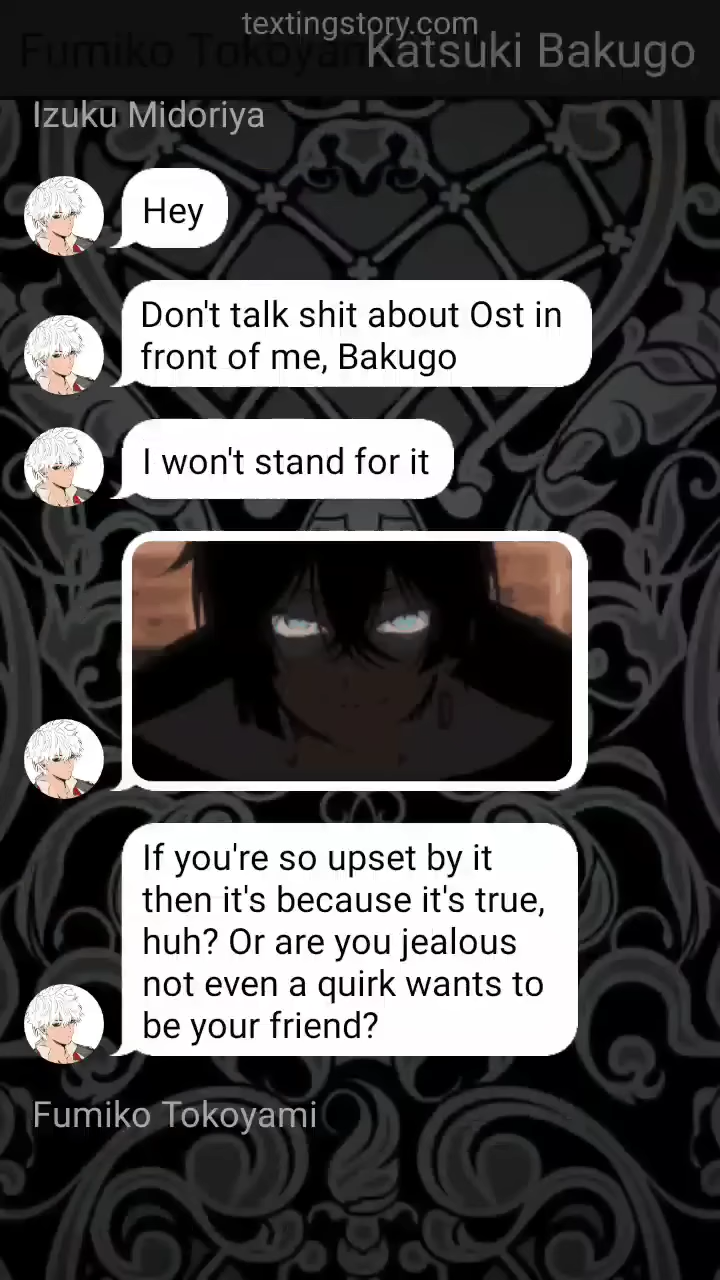 textingstory.com
Fumiko Tokoyam
Katsuki Bakugo
Izuku Midoriya
Hey
Don't talk shit about Ost in
front of me, Bakugo
I won't stand for it
If you're so upset by it
then it's because it's true,
huh? Or are you jealous
not even a quirk wants to
be your friend?
Fumiko Tokoyami